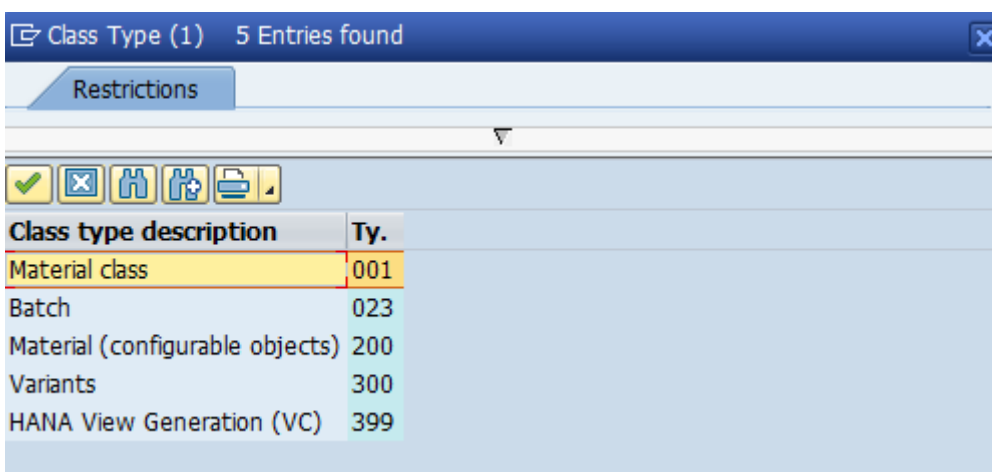 Class Type (1) 5 Entries found
Restrictions
Class type description Ty.
Material class 001
Batch 023
Material (configurable objects) 200
Variants 300
HANA View Generation (VC) 399